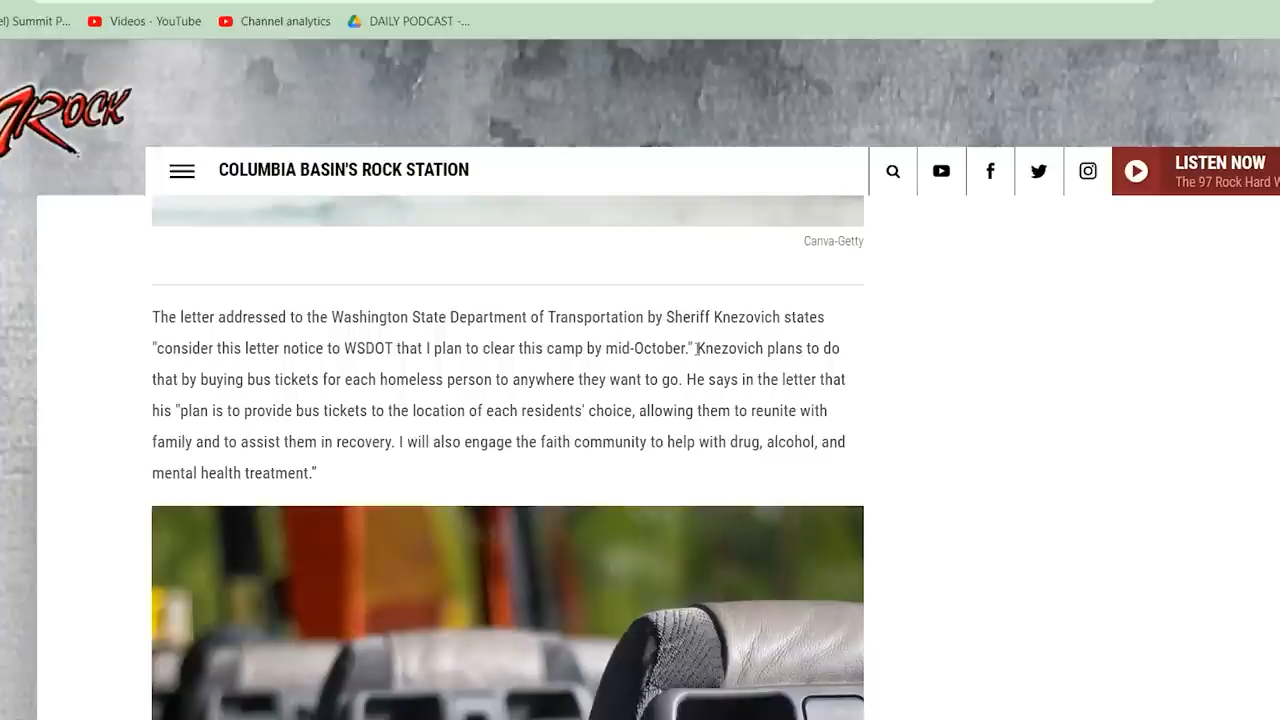 el) Summit P...
Videos - YouTube
Channel analytics
DAILY PODCAST -...
7ROCK
COLUMBIA BASIN'S ROCK STATION
LISTEN NOW
The 97 Rock Hard W
Canva-Getty
The letter addressed to the Washington State Department of Transportation by Sheriff Knezovich states
"consider this letter notice to WSDOT that I plan to clear this camp by mid-October." Knezovich plans to do
that by buying bus tickets for each homeless person to anywhere they want to go. He says in the letter that
his "plan is to provide bus tickets to the location of each residents' choice, allowing them to reunite with
family and to assist them in recovery. I will also engage the faith community to help with drug, alcohol, and
mental health treatment."